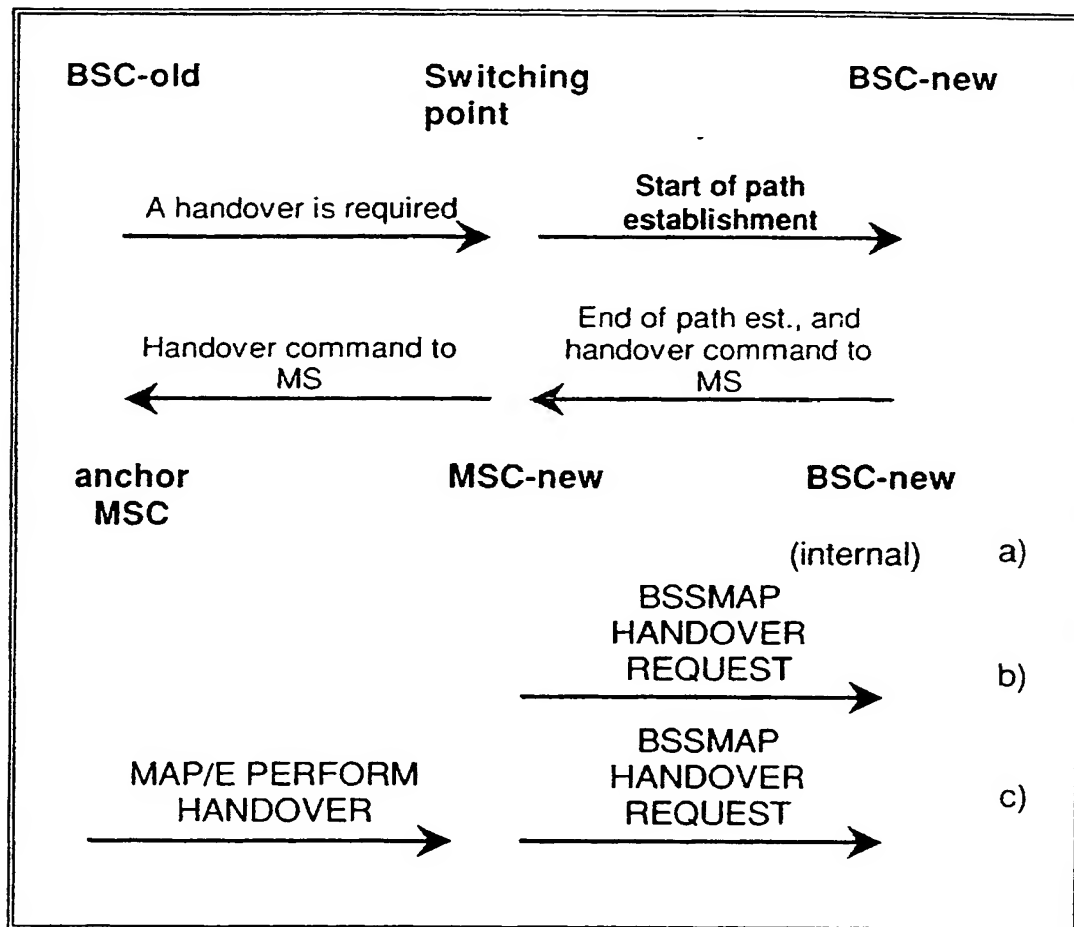 BSC-old Switching point BSC-new
A handover is required
Start of path
establishment
Handover command to
MS
End of path est., and
handover command to
MS
anchor
MSC
MSC-new
BSC-new
(internal) a)
BSSMAP
HANDOVER
REQUEST
b)
MAP/E PERFORM
HANDOVER
BSSMAP
HANDOVER
REQUEST
c)